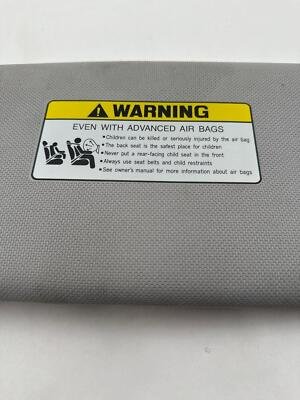 WARNING
EVEN WITH ADVANCED AIR BAGS
•Children can be killed or seriously injured by the air bag
•The back seat is the safest place for children
•Never put a rear-facing child seat in the front
•Always use seat belts and child restraints
•See owner's manual for more information about air bags